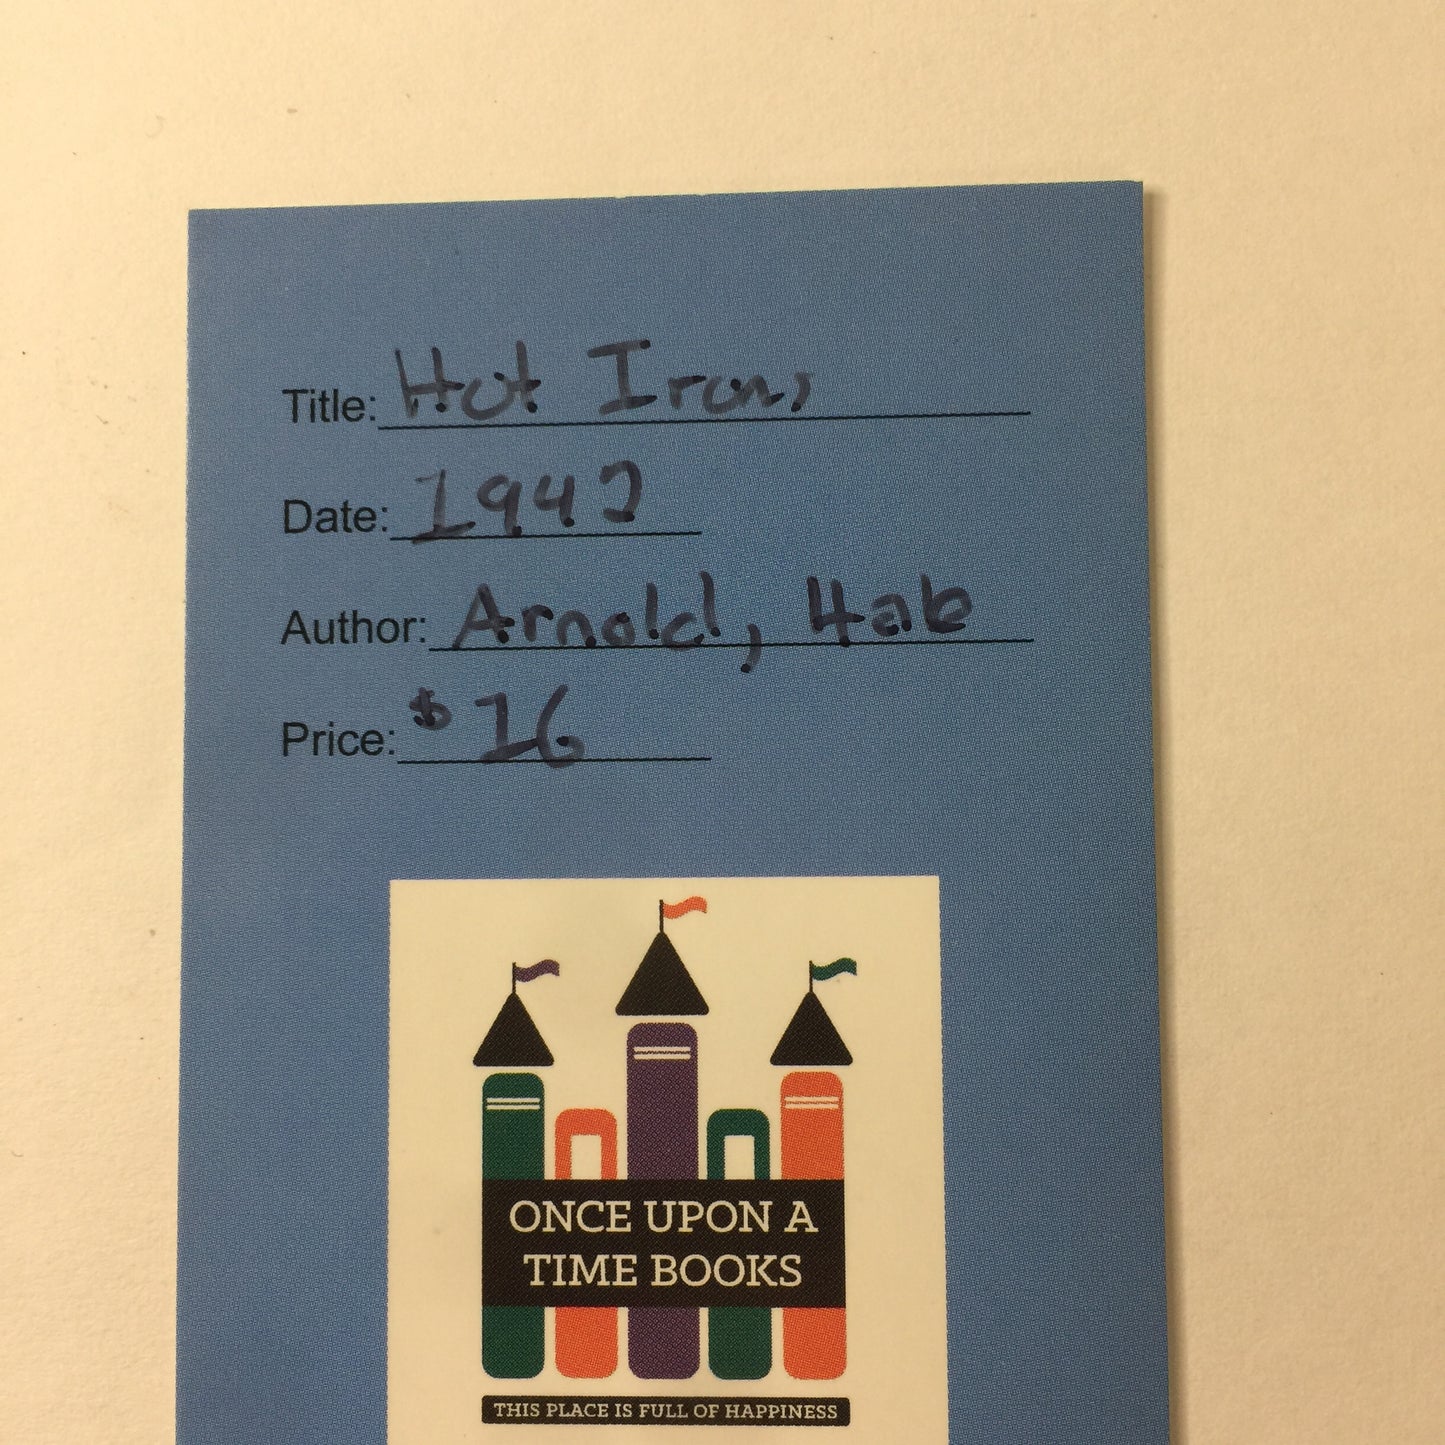 Title: Hot Irons
Date: 1942
Author: Arnold, Hab
Price: $16
ONCE UPON A
TIME BOOKS
THIS PLACE IS FULL OF HAPPINESS